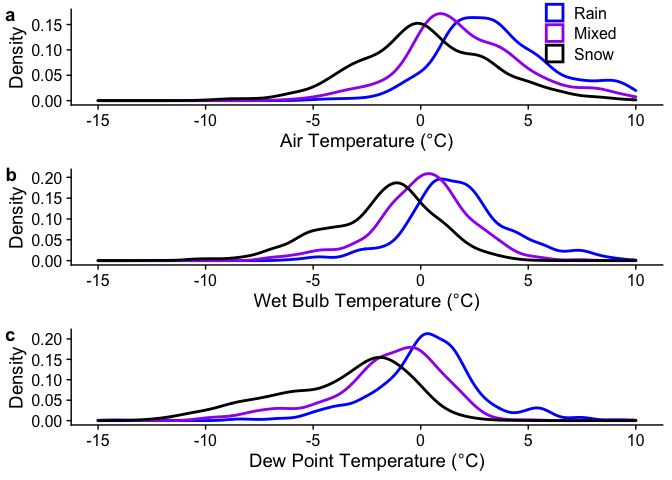 a
Rain
Mixed
Snow
Density
0.15
0.10
0.05
0.00
-15 -10 -5 0 5 10
Air Temperature (°C)
b
Density
0.20
0.15
0.10
0.05
0.00
-15 -10 -5 0 5 10
Wet Bulb Temperature (°C)
c
Density
0.20
0.15
0.10
0.05
0.00
-15 -10 -5 0 5 10
Dew Point Temperature (°C)